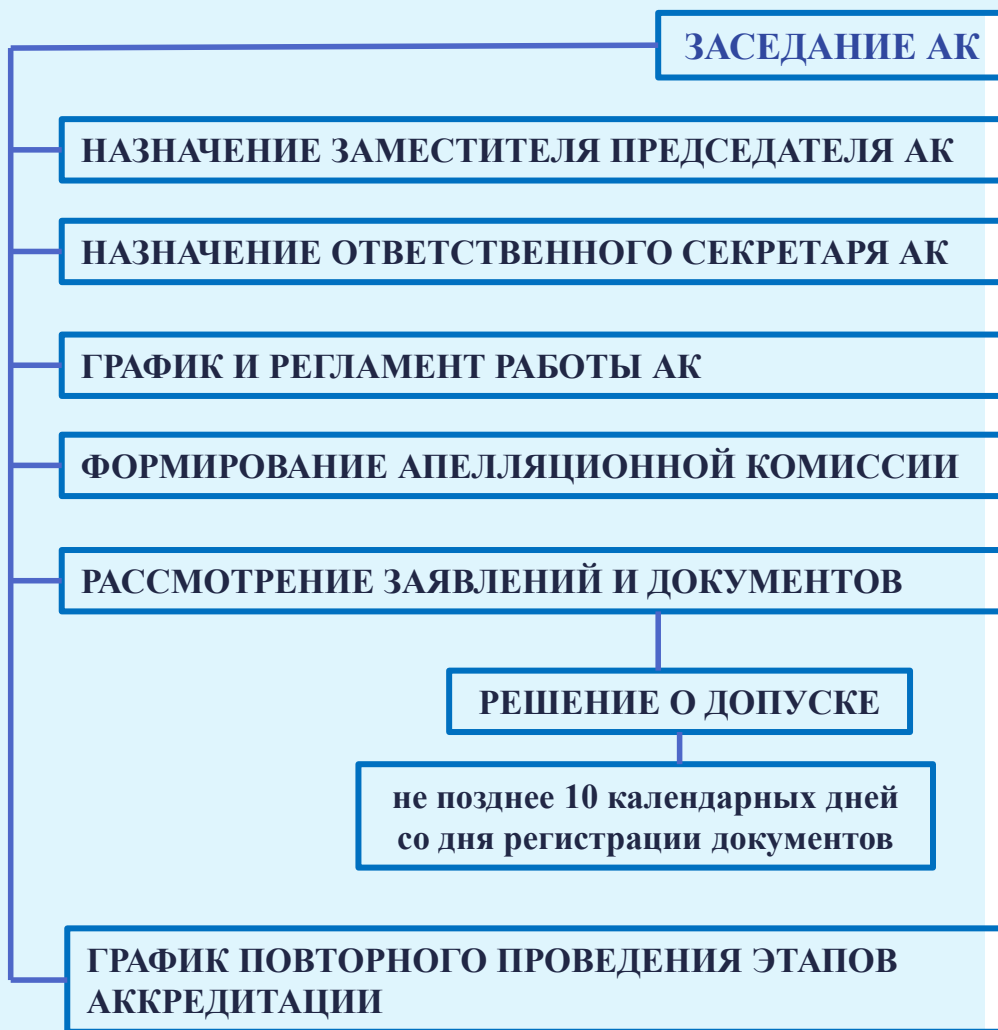 ЗАСЕДАНИЕ АК
НАЗНАЧЕНИЕ ЗАМЕСТИТЕЛЯ ПРЕДСЕДАТЕЛЯ АК
НАЗНАЧЕНИЕ ОТВЕТСТВЕННОГО СЕКРЕТАРЯ АК
ГРАФИК И РЕГЛАМЕНТ РАБОТЫ АК
ФОРМИРОВАНИЕ АПЕЛЛЯЦИОННОЙ КОМИССИИ
РАССМОТРЕНИЕ ЗАЯВЛЕНИЙ И ДОКУМЕНТОВ
РЕШЕНИЕ О ДОПУСКЕ
не позднее 10 календарных дней
со дня регистрации документов
ГРАФИК ПОВТОРНОГО ПРОВЕДЕНИЯ ЭТАПОВ
АККРЕДИТАЦИИ